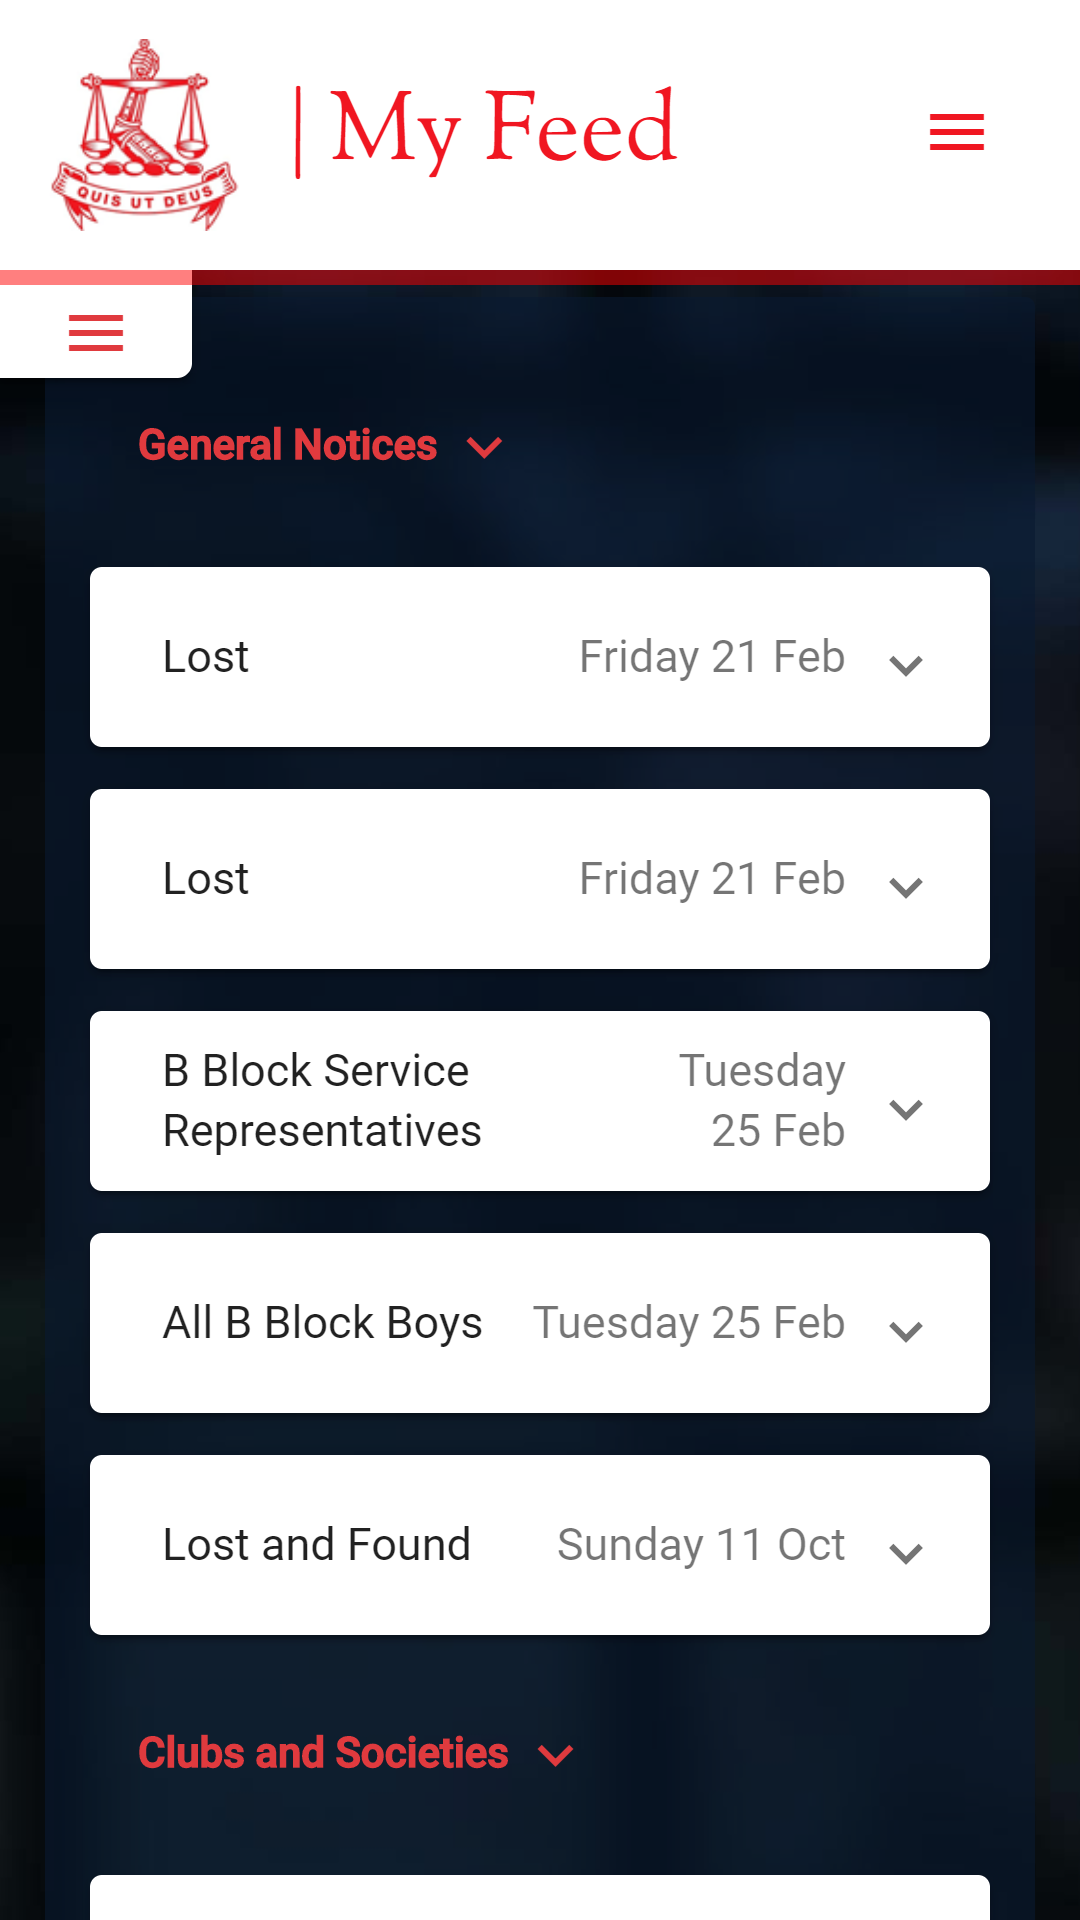 QUIS UT DEUS
| My Feed
General Notices
Lost Friday 21 Feb
Lost Friday 21 Feb
B Block Service Tuesday
Representatives 25 Feb
All B Block Boys Tuesday 25 Feb
Lost and Found Sunday 11 Oct
Clubs and Societies